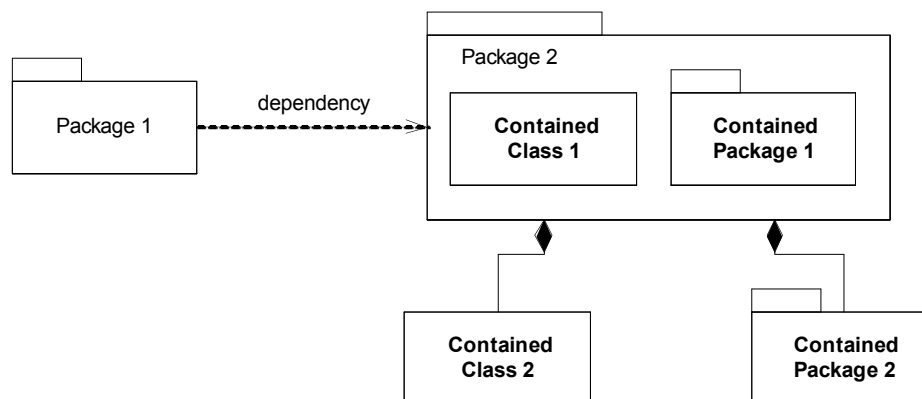 Package 2
dependency
Package 1
Contained
Class 1
Contained
Package 1
Contained
Class 2
Contained
Package 2